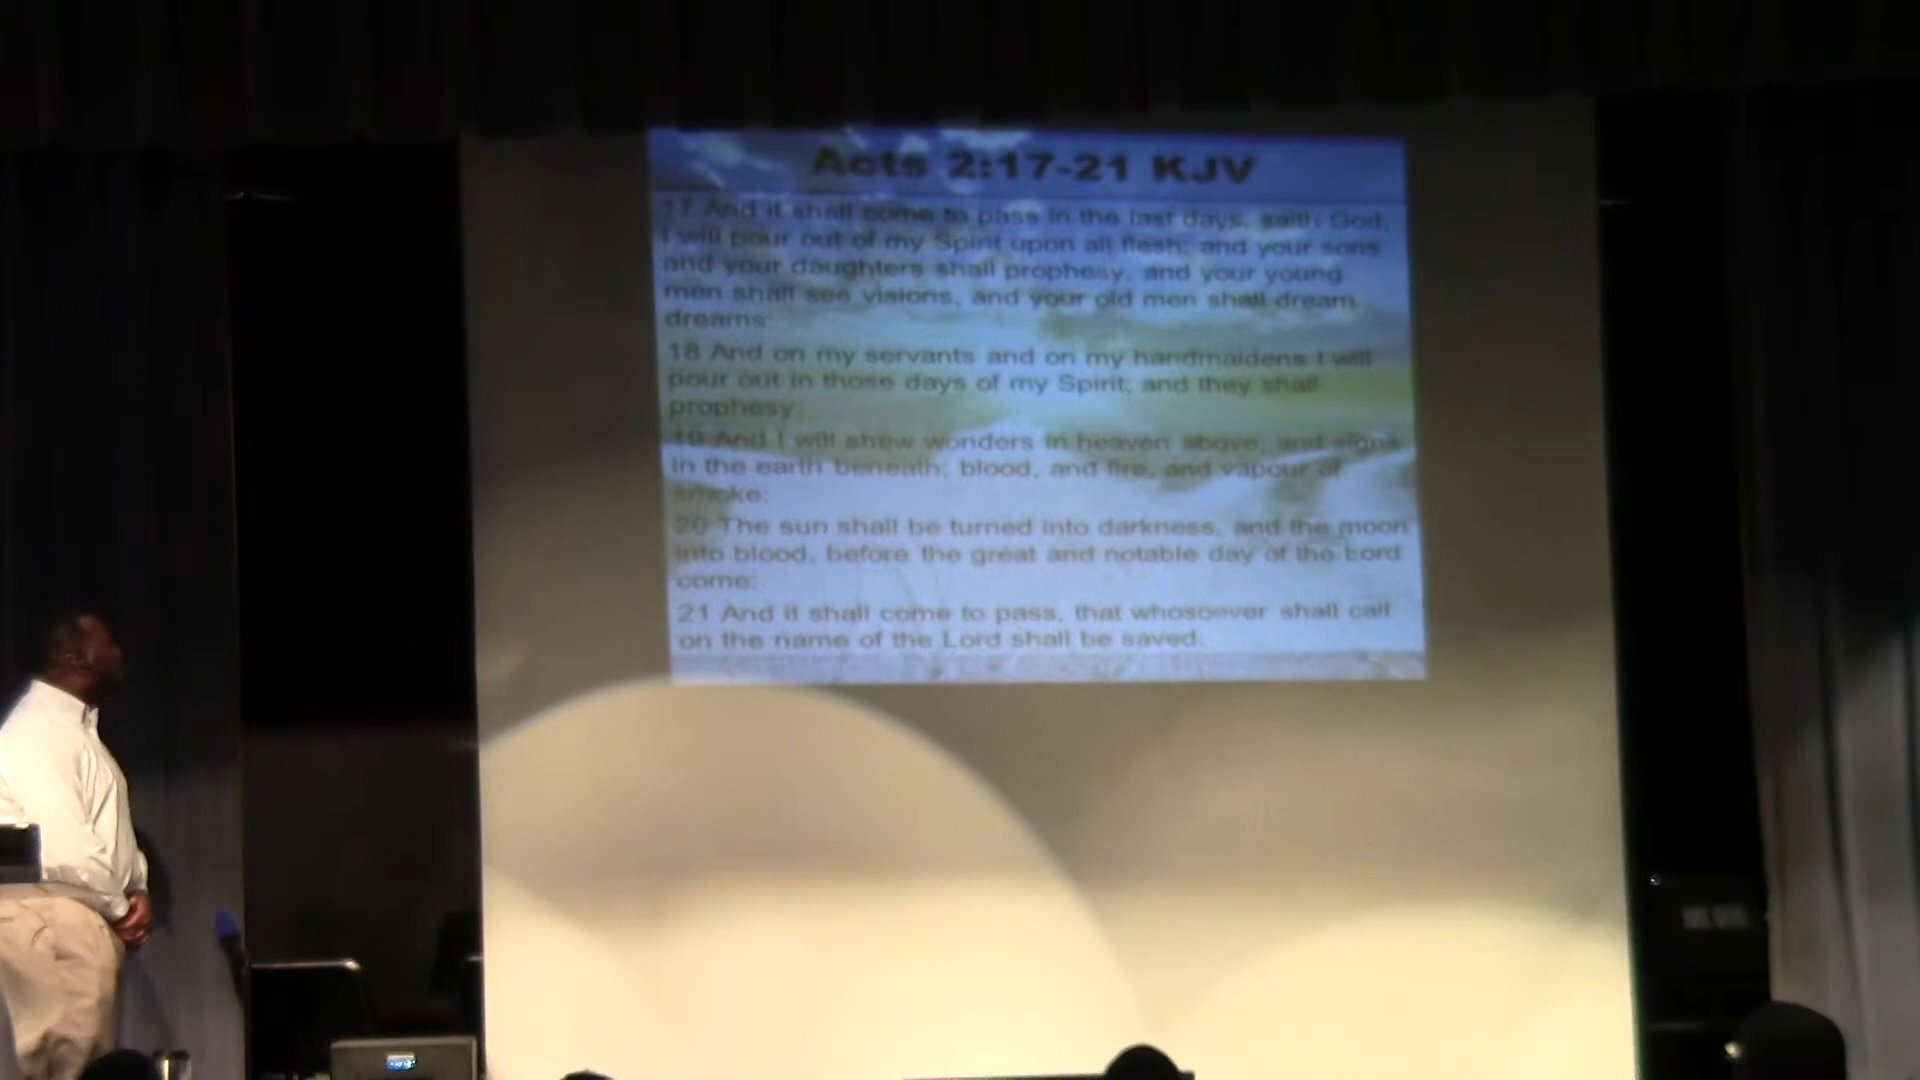 Acts 2:17-21 KJV
17 And it shall come to pass in the last days, saith God,
I will pour out of my Spirit upon all flesh: and your sons
and your daughters shall prophesy, and your young
men shall see visions, and your old men shall dream
dreams:
18 And on my servants and on my handmaidens I will
pour out in those days of my Spirit; and they shall
prophesy:
19 And I will shew wonders in heaven above, and signs
in the earth beneath; blood, and fire, and vapour of
smoke:
20 The sun shall be turned into darkness, and the moon
into blood, before the great and notable day of the Lord
come:
21 And it shall come to pass, that whosoever shall call
on the name of the Lord shall be saved.